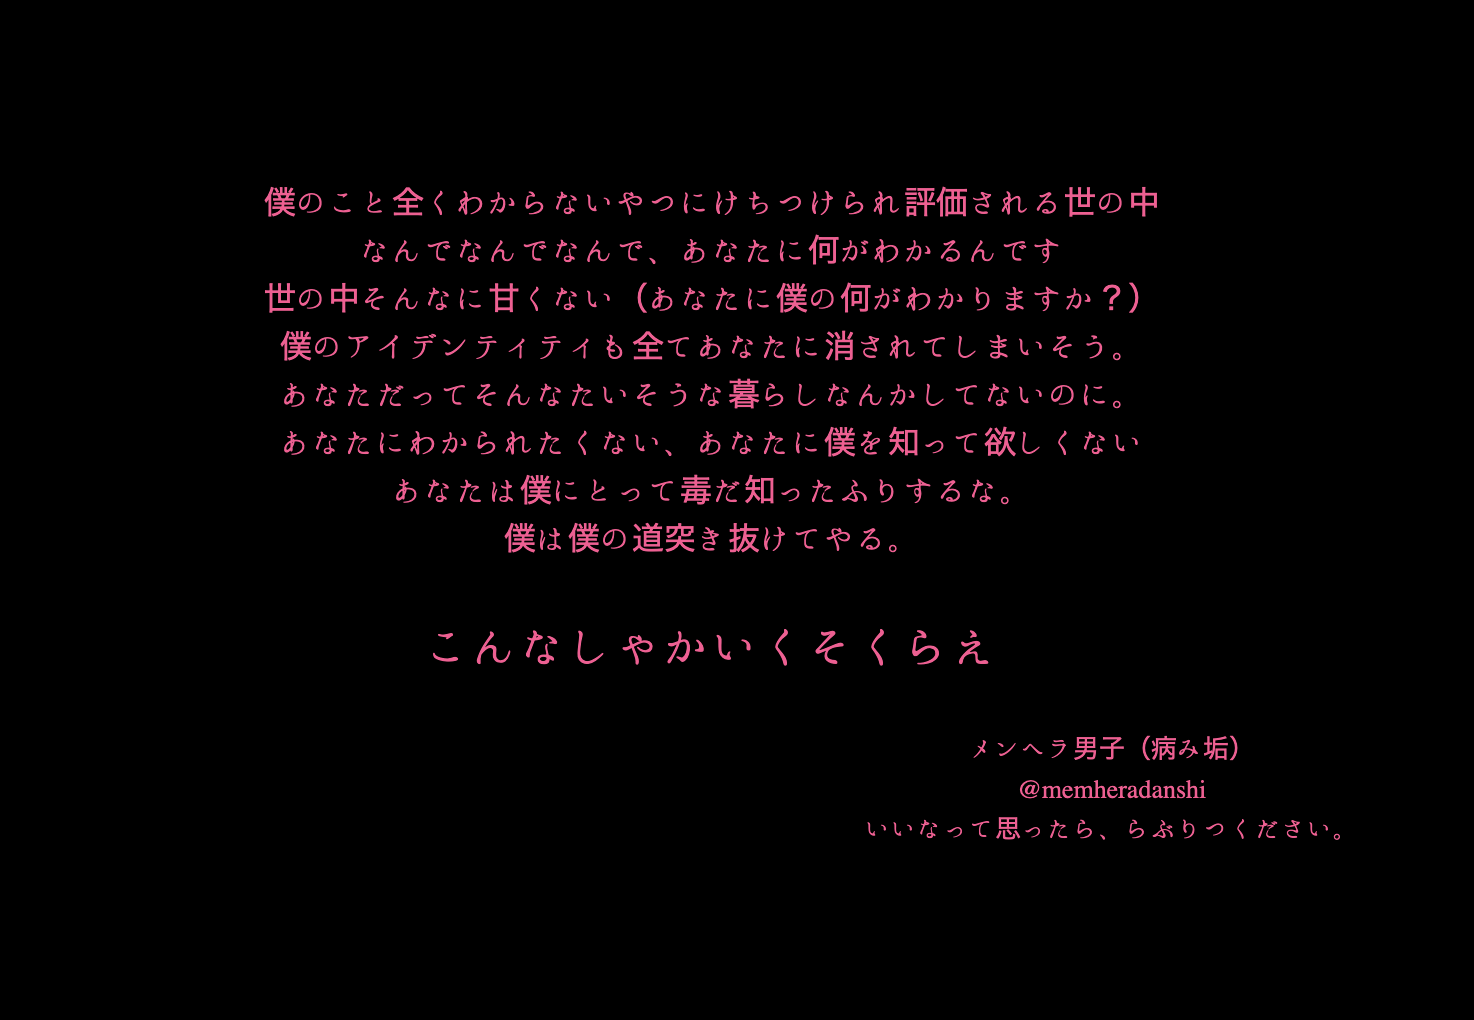 僕のこと全くわからないやつにけちつけられ評価される世の中
なんでなんでなんで、あなたに何がわかるんです
世の中そんなに甘くない（あなたに僕の何がわかりますか？）
僕のアイデンティティも全てあなたに消されてしまいそう。
あなただってそんなたいそうな暮らしなんかしてないのに。
あなたにわかられたくない、あなたに僕を知って欲しくない
あなたは僕にとって毒だ知ったふりするな。
僕は僕の道突き抜けてやる。
こんなしゃかいくそくらえ
メンヘラ男子（病み垢）
@memheradanshi
いいなって思ったら、らぶりつください。